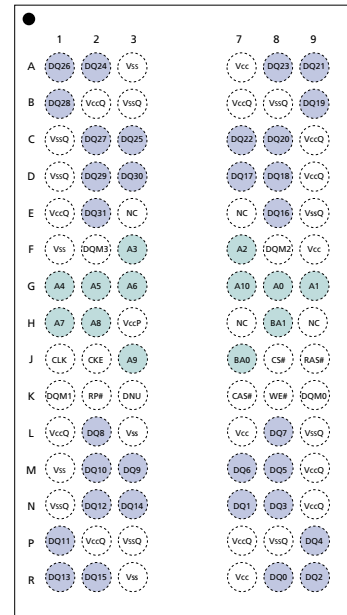 1 2 3 7 8 9
A DQ26 DQ24 Vss Vcc DQ23 DQ21
B DQ28 VccQ VssQ VccQ VssQ DQ19
C VssQ DQ27 DQ25 DQ22 DQ20 VccQ
D VssQ DQ29 DQ30 DQ17 DQ18 VccQ
E VccQ DQ31 NC NC DQ16 VssQ
F Vss DQM3 A3 A2 DQM2 Vcc
G A4 A5 A6 A10 A0 A1
H A7 A8 VccP NC BA1 NC
J CLK CKE A9 BA0 CS# RAS#
K DQM1 RP# DNU CAS# WE# DQM0
L VccQ DQ8 Vss Vcc DQ7 VssQ
M Vss DQ10 DQ9 DQ6 DQ5 VccQ
N VssQ DQ12 DQ14 DQ1 DQ3 VccQ
P DQ11 VccQ VssQ VccQ VssQ DQ4
R DQ13 DQ15 Vss Vcc DQ0 DQ2